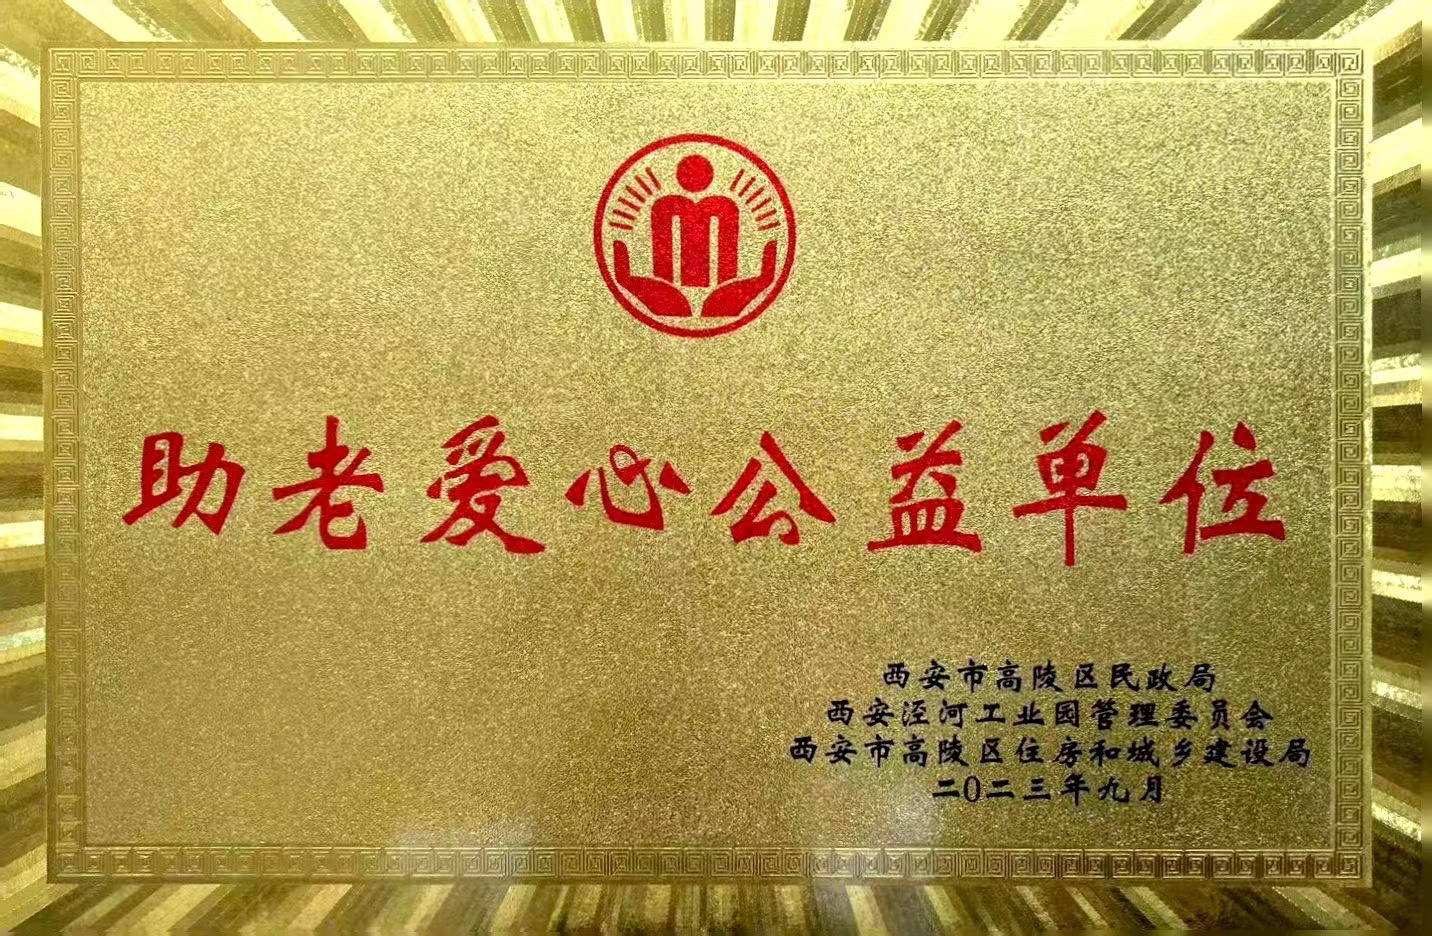 助老爱心公益单位
西安市高陵区民政局
西安泾河工业园管理委员会
西安市高陵区住房和城乡建设局
二0二三年九月